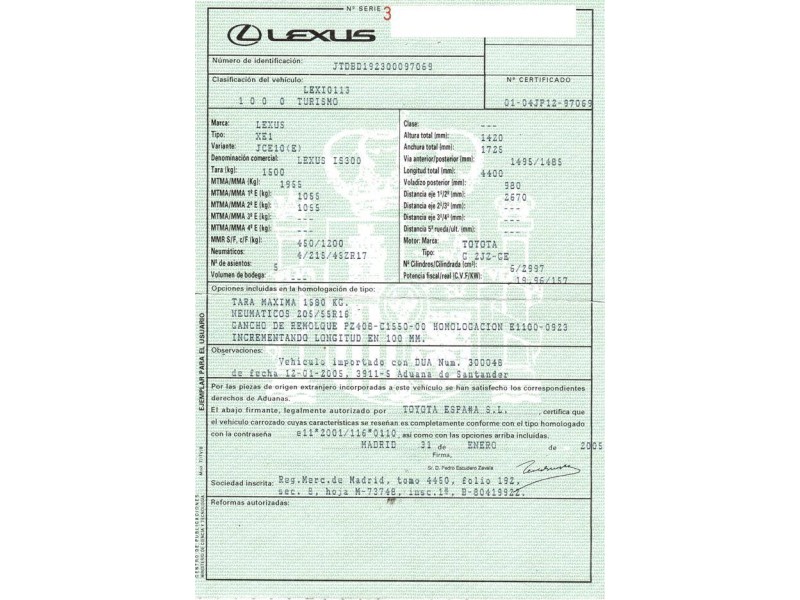 Nº SERIE 3
LEXUS
Número de identificación: JTDBD192300097069
Clasificación del vehículo: Nº CERTIFICADO
LEXIG113
1 0 0 0 TURISMO 01-04JP12-97069
Marca: LEXUS Clase: ---
Tipo: XE1 Altura total (mm): 1420
Variante: JCE10(E) Anchura total (mm): 1725
Denominación comercial: LEXUS IS300 Vía anterior/posterior (mm): 1495/1485
Tara (kg): 1500 Longitud total (mm): 4400
MTMA/MMA (Kg): 1955 Voladizo posterior (mm): 980
MTMA/MMA 1º E (kg): 1055 Distancia eje 1º/2º (mm): 2670
MTMA/MMA 2º E (kg): 1055 Distancia eje 2º/3º (mm): ---
MTMA/MMA 3º E (kg): --- Distancia eje 3º/4º (mm): ---
MTMA/MMA 4º E (kg): --- Distancia 5ª rueda/ult. (mm): ---
MMR S/F, c/F (kg): 450/1200 Motor: Marca: TOYOTA
Neumáticos: 4/215/45ZR17 Tipo: G 2JZ-GE
Nº de asientos: 5 Nº Cilindros/Cilindrada (cm³): 6/2997
Volumen de bodega: --- Potencia fiscal/real (C.V.F/KW): 19,96/157
Opciones incluidas en la homologación de tipo:
TARA MAXIMA 1580 KG.
NEUMATICOS 205/55R16
GANCHO DE REMOLQUE PZ408-C1550-00 HOMOLOGACION E1100-0923
INCREMENTANDO LONGITUD EN 100 MM.
Observaciones: Vehiculo importado con DUA Num. 300048
de fecha 12-01-2005, 3911-5 Aduana de Santander
Por las piezas de origen extranjero incorporadas a este vehículo se han satisfecho los correspondientes
derechos de Aduanas.
El abajo firmante, legalmente autorizado por TOYOTA ESPAÑA S.L. , certifica que
el vehículo carrozado cuyas características se reseñan es completamente conforme con el tipo homologado
con la contraseña e11*2001/116*0110, así como con las opciones arriba incluidas.
MADRID 31 de ENERO de 2005
Firma,
Sr. D. Pedro Escudero Zavala
Sociedad inscrita: Reg.Merc.de Madrid, tomo 4450, folio 192,
sec. 8, hoja M-73748, insc.1ª, B-80419922.
Reformas autorizadas:
EJEMPLAR PARA EL USUARIO
CENTRO DE PUBLICACIONES
MINISTERIO DE CIENCIA Y TECNOLOGIA